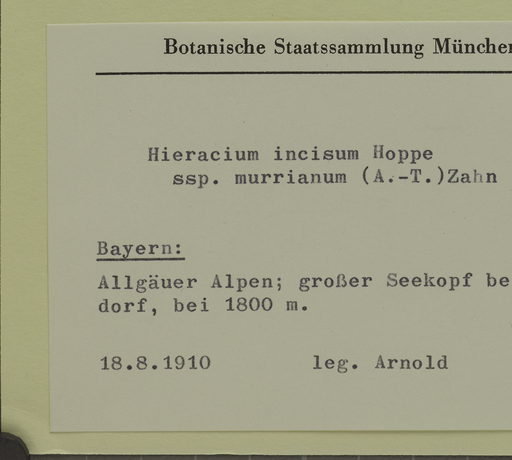 Botanische Staatssammlung Münche
Hieracium incisum Hoppe
ssp. murrianum (A.-T.)Zahn
Bayern:
Allgäuer Alpen; großer Seekopf be
dorf, bei 1800 m.
18.8.1910 leg. Arnold